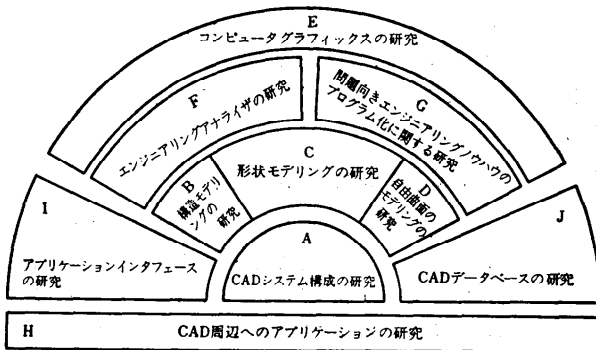 E
コンピュータグラフィックスの研究
F
エンジニアリングアナライザの研究
G
問題向きエンジニアリングノウハウの
プログラム化に関する研究
C
形状モデリングの研究
B
構造モデリ
ングの
研究
D
自由曲面の
モデリングの
研究
I
アプリケーションインタフェース
の研究
A
CADシステム構成の研究
J
CADデータベースの研究
H
CAD周辺へのアプリケーションの研究